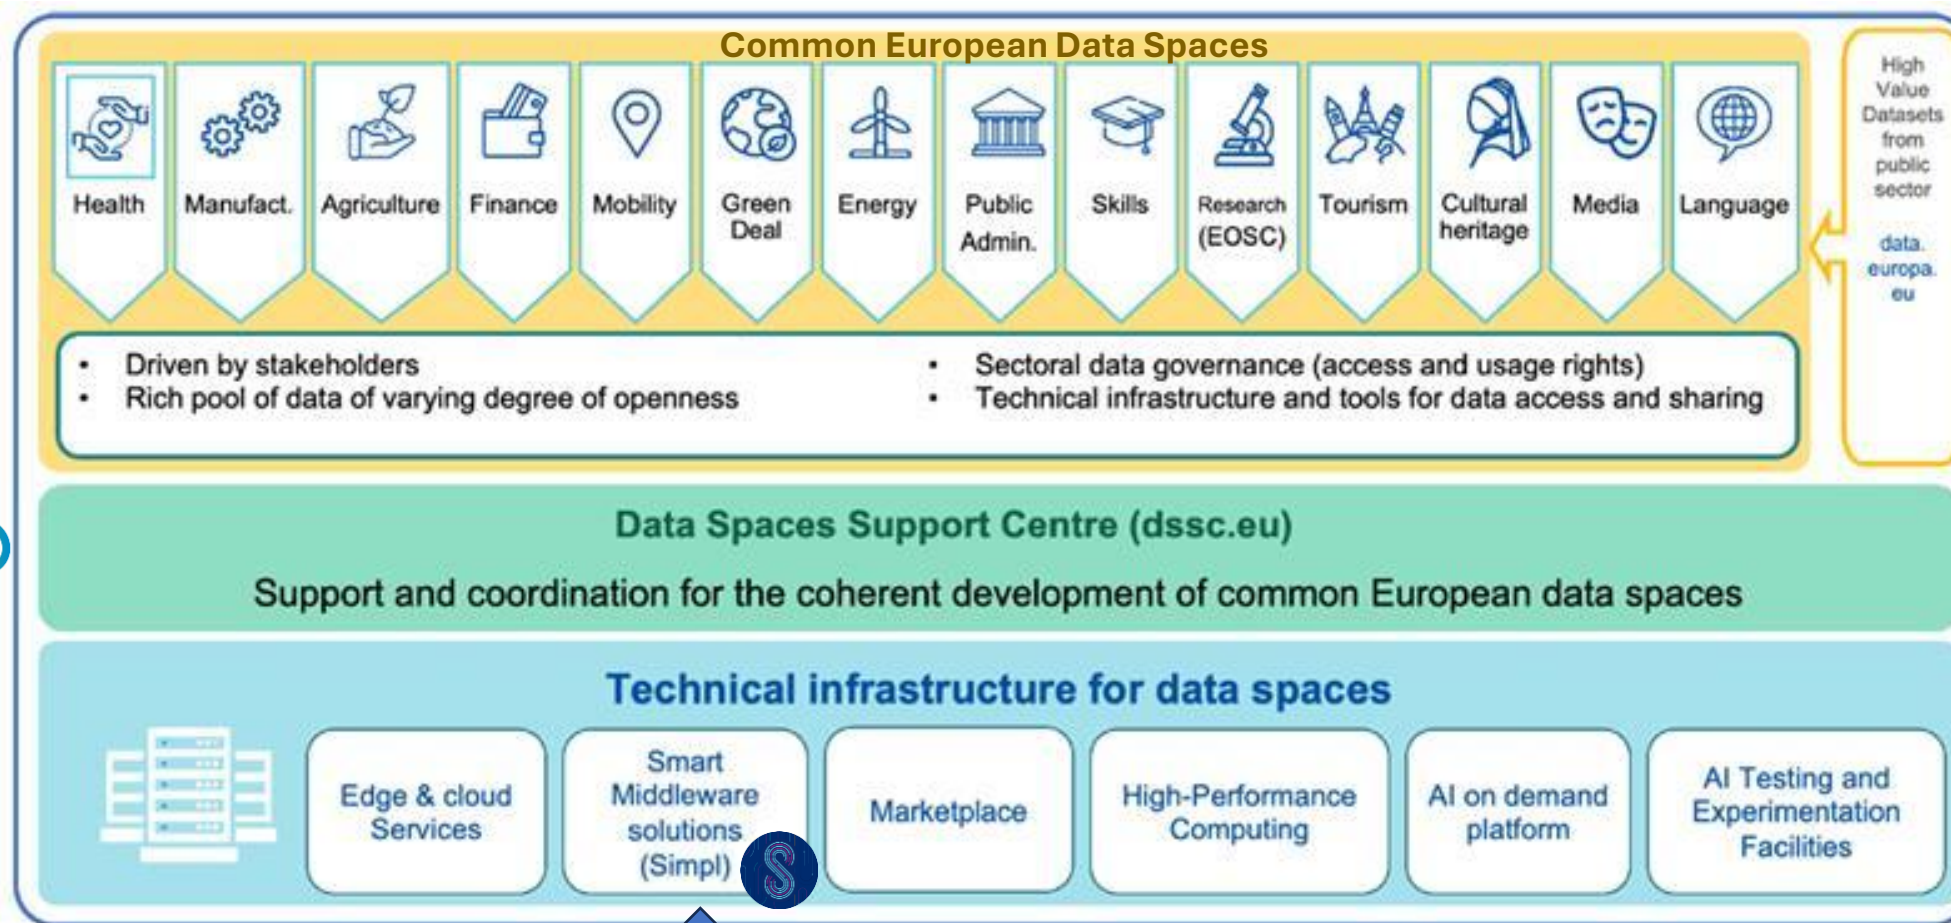 Common European Data Spaces
Health
Manufact.
Agriculture
Finance
Mobility
Green
Deal
Energy
Public
Admin.
Skills
Research
(EOSC)
Tourism
Cultural
heritage
Media
Language
High
Value
Datasets
from
public
sector
data.
europa.
eu
• Driven by stakeholders
• Rich pool of data of varying degree of openness
• Sectoral data governance (access and usage rights)
• Technical infrastructure and tools for data access and sharing
Data Spaces Support Centre (dssc.eu)
Support and coordination for the coherent development of common European data spaces
Technical infrastructure for data spaces
Edge & cloud
Services
Smart
Middleware
solutions
(Simpl)
S
Marketplace
High-Performance
Computing
AI on demand
platform
AI Testing and
Experimentation
Facilities